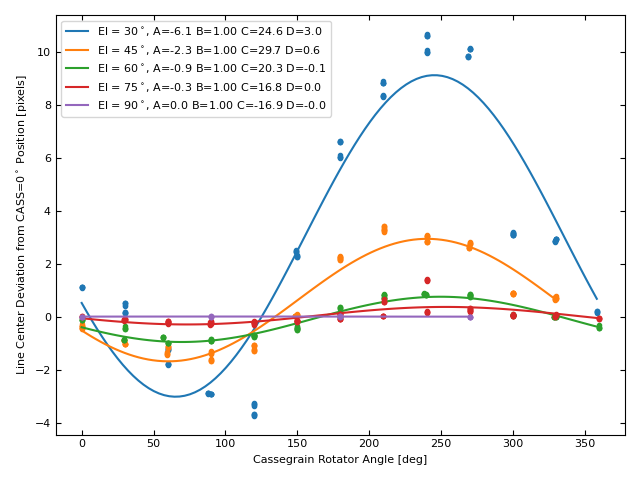 El = 30°, A=-6.1 B=1.00 C=24.6 D=3.0
El = 45°, A=-2.3 B=1.00 C=29.7 D=0.6
El = 60°, A=-0.9 B=1.00 C=20.3 D=-0.1
El = 75°, A=-0.3 B=1.00 C=16.8 D=0.0
El = 90°, A=0.0 B=1.00 C=-16.9 D=-0.0
Line Center Deviation from CASS=0° Position [pixels]
10
8
6
4
2
0
−2
−4
0 50 100 150 200 250 300 350
Cassegrain Rotator Angle [deg]